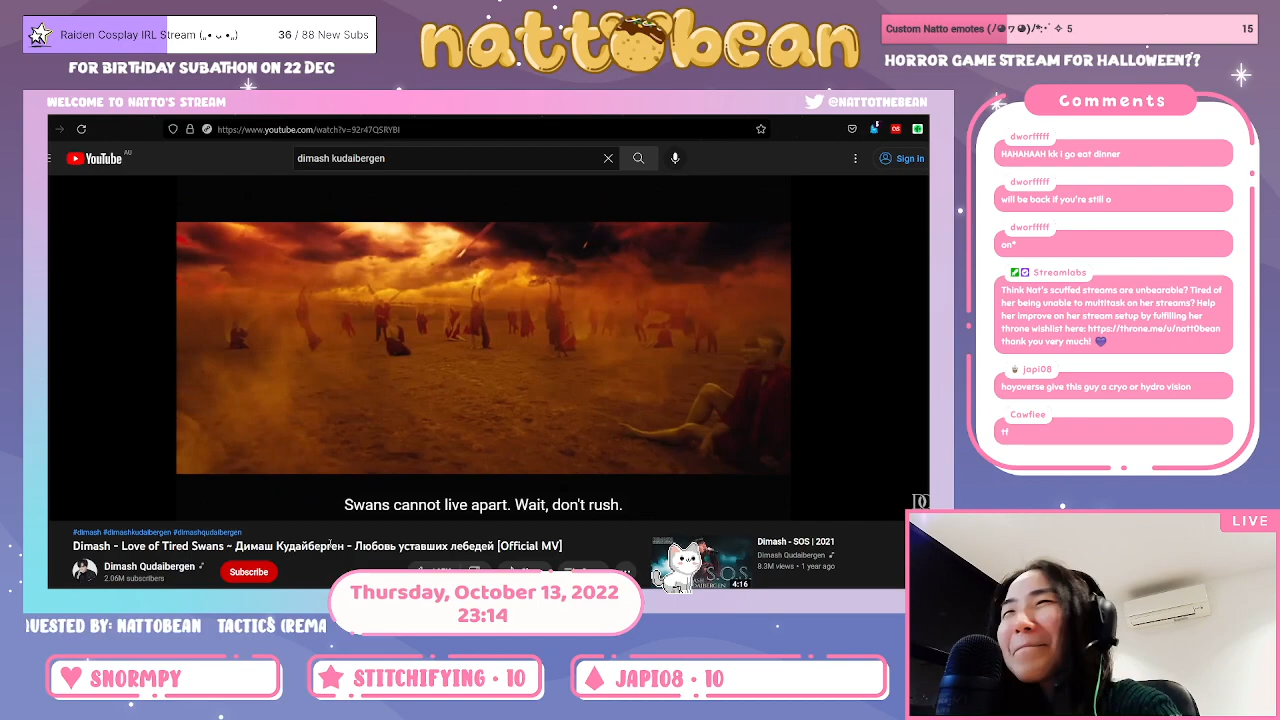 Raiden Cosplay IRL Stream („• ᴗ •„)
36 / 88 New Subs
FOR BIRTHDAY SUBATHON ON 22 DEC
nattobean
Custom Natto emotes (ﾉ◕ヮ◕)ﾉ*:･ﾟ✧ 5
15
HORROR GAME STREAM FOR HALLOWEEN??
WELCOME TO NATTO'S STREAM
@NATTOTHEBEAN
https://www.youtube.com/watch?v=92r47QSRYBI
YouTube AU
dimash kudaibergen
Sign in
Swans cannot live apart. Wait, don't rush.
#dimash #dimashkudaibergen #dimashqudaibergen
Dimash - Love of Tired Swans ~ Димаш Кудайберген - Любовь уставших лебедей [Official MV]
Dimash Qudaibergen
2.06M subscribers
Subscribe
Dimash - SOS | 2021
Dimash Qudaibergen
8.3M views • 1 year ago
S.O.S.
4:16
Thursday, October 13, 2022
23:14
QUESTED BY: NATTOBEAN TACTICS (REMA
SNORMPY
STITCHIFYING • 10
JAPI08 • 10
Comments
dworfffff
HAHAHAAH kk i go eat dinner
dworfffff
will be back if you're still o
dworfffff
on*
Streamlabs
Think Nat's scuffed streams are unbearable? Tired of
her being unable to multitask on her streams? Help
her improve on her stream setup by fulfilling her
throne wishlist here: https://throne.me/u/natt0bean
thank you very much! 💜
japi08
hoyoverse give this guy a cryo or hydro vision
Cawfiee
tf
LIVE